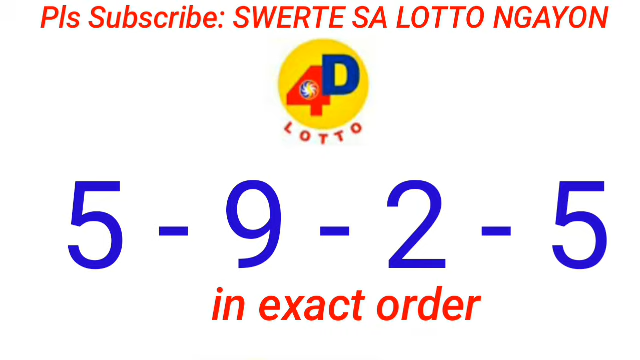 Pls Subscribe: SWERTE SA LOTTO NGAYON
4D
LOTTO
5 - 9 - 2 - 5
in exact order